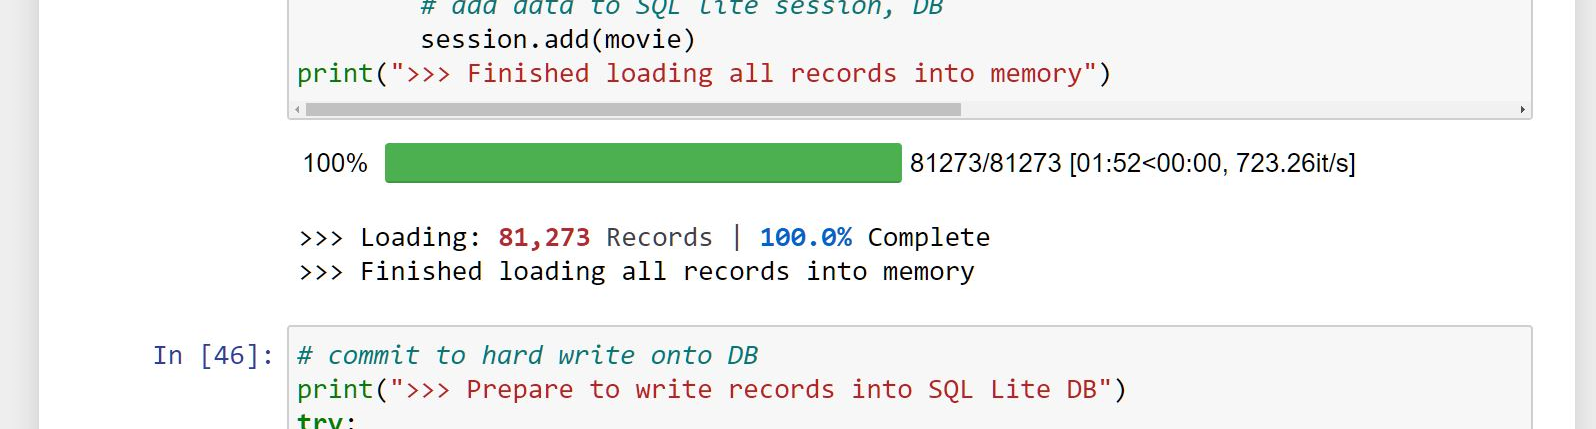 # add data to SQL lite session, DB
session.add(movie)
print(">>> Finished loading all records into memory")
100% 81273/81273 [01:52<00:00, 723.26it/s]
>>> Loading: 81,273 Records | 100.0% Complete
>>> Finished loading all records into memory
In [46]: # commit to hard write onto DB
print(">>> Prepare to write records into SQL Lite DB")
try: